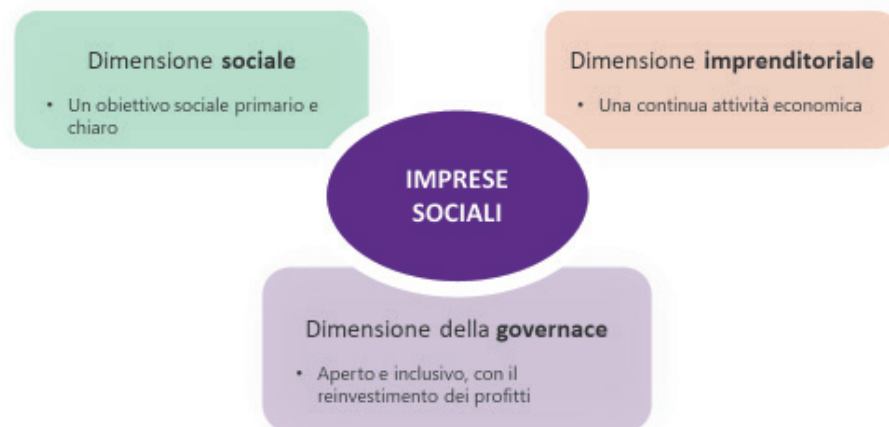 Dimensione sociale
• Un obiettivo sociale primario e
chiaro
Dimensione imprenditoriale
• Una continua attività economica
IMPRESE
SOCIALI
Dimensione della governace
• Aperto e inclusivo, con il
reinvestimento dei profitti